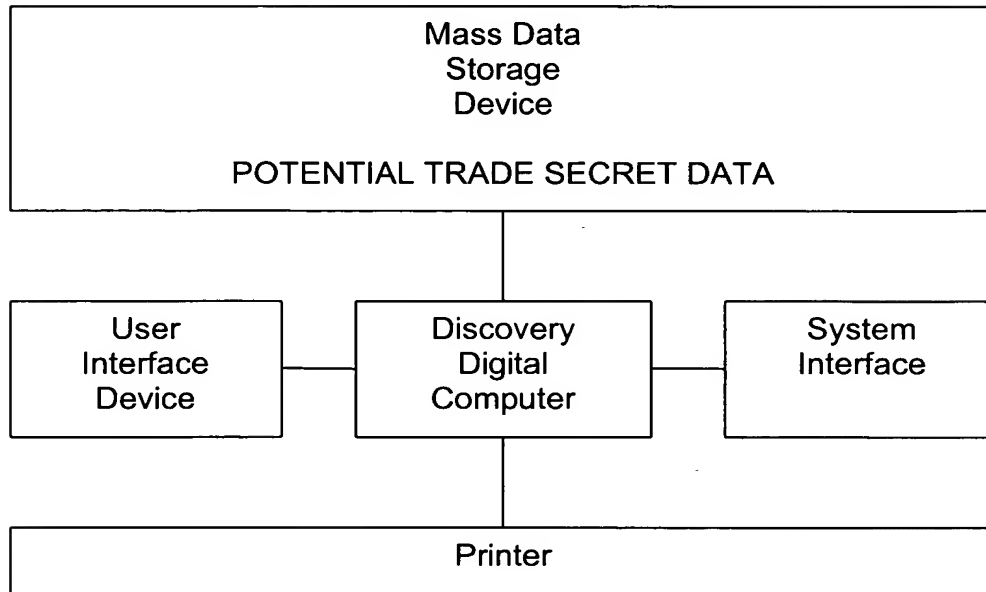 Mass Data
Storage
Device
POTENTIAL TRADE SECRET DATA
User
Interface
Device
Discovery
Digital
Computer
System
Interface
Printer